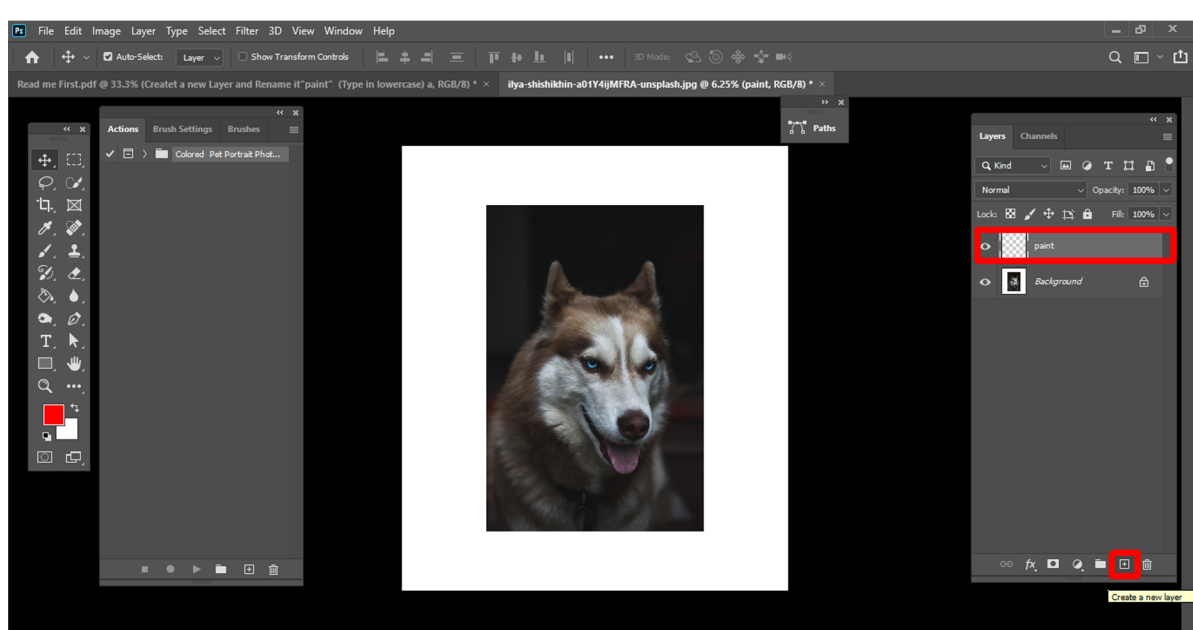 Ps File Edit Image Layer Type Select Filter 3D View Window Help
Auto-Select: Layer Show Transform Controls 3D Mode:
Read me First.pdf @ 33.3% (Createt a new Layer and Rename it"paint" (Type in lowercase) a, RGB/8) * × ilya-shishikhin-a01Y4ijMFRA-unsplash.jpg @ 6.25% (paint, RGB/8) * ×
Actions Brush Settings Brushes
Colored Pet Portrait Phot...
Paths
Layers Channels
Kind
Normal Opacity: 100%
Lock: Fill: 100%
paint
Background
fx
Create a new layer